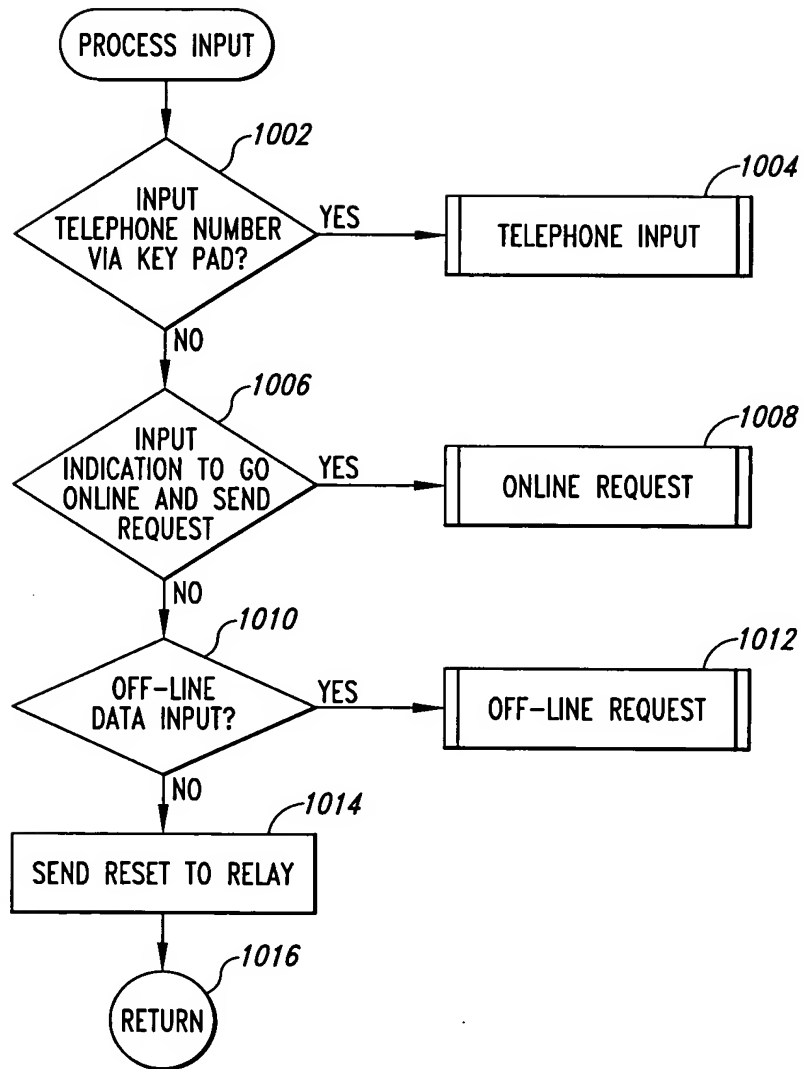 PROCESS INPUT
1002
INPUT
TELEPHONE NUMBER
VIA KEY PAD?
YES
1004
TELEPHONE INPUT
NO
1006
INPUT
INDICATION TO GO
ONLINE AND SEND
REQUEST
YES
1008
ONLINE REQUEST
NO
1010
OFF-LINE
DATA INPUT?
YES
1012
OFF-LINE REQUEST
NO
1014
SEND RESET TO RELAY
1016
RETURN